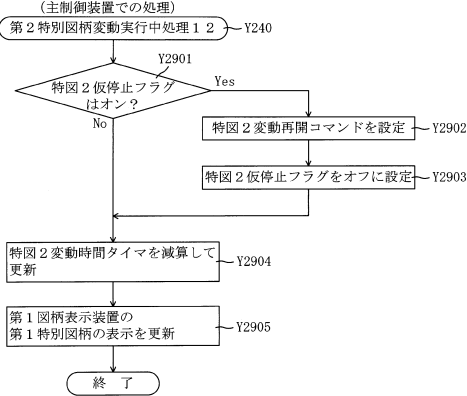 (主制御装置での処理)
第２特別図柄変動実行中処理１２
Y240
Y2901
特図２仮停止フラグ
はオン？
Yes
No
特図２変動再開コマンドを設定
Y2902
特図２仮停止フラグをオフに設定
Y2903
特図２変動時間タイマを減算して
更新
Y2904
第１図柄表示装置の
第１特別図柄の表示を更新
Y2905
終　了